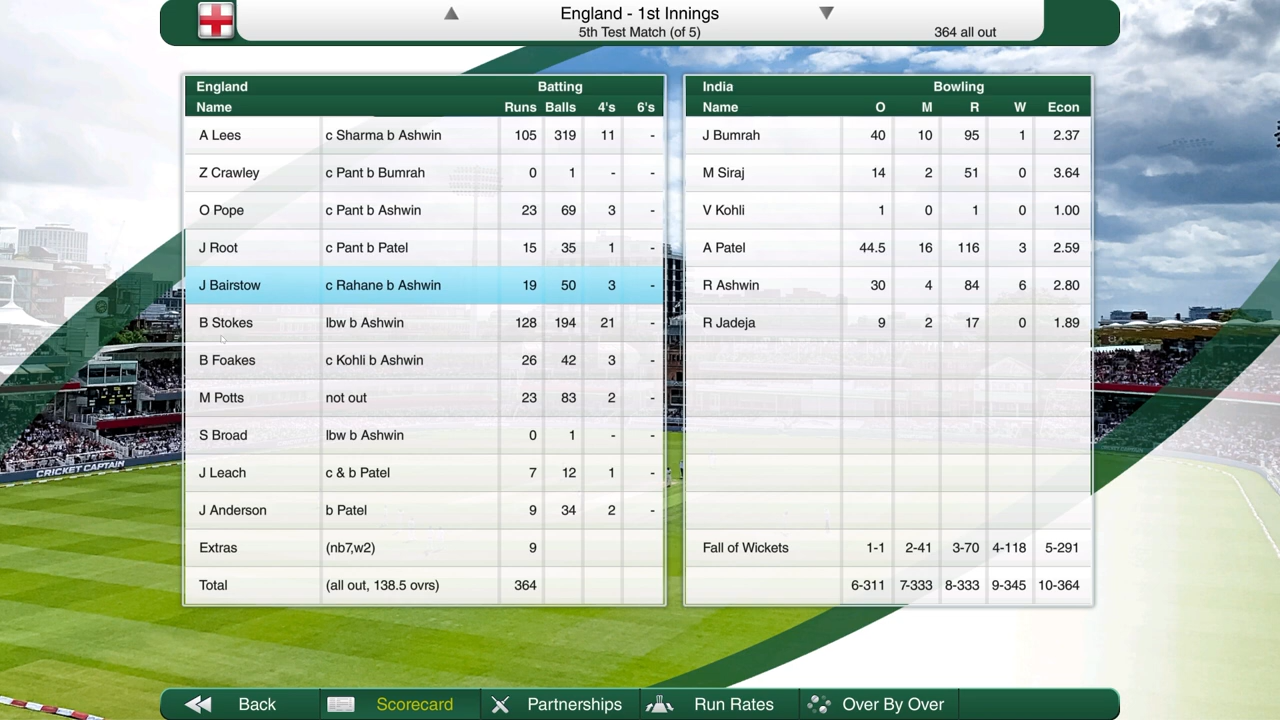 England - 1st Innings
5th Test Match (of 5)
364 all out
England Batting
Name Runs Balls 4's 6's
A Lees c Sharma b Ashwin 105 319 11 -
Z Crawley c Pant b Bumrah 0 1 - -
O Pope c Pant b Ashwin 23 69 3 -
J Root c Pant b Patel 15 35 1 -
J Bairstow c Rahane b Ashwin 19 50 3 -
B Stokes lbw b Ashwin 128 194 21 -
B Foakes c Kohli b Ashwin 26 42 3 -
M Potts not out 23 83 2 -
S Broad lbw b Ashwin 0 1 - -
J Leach c & b Patel 7 12 1 -
J Anderson b Patel 9 34 2 -
Extras (nb7,w2) 9
Total (all out, 138.5 ovrs) 364
India Bowling
Name O M R W Econ
J Bumrah 40 10 95 1 2.37
M Siraj 14 2 51 0 3.64
V Kohli 1 0 1 0 1.00
A Patel 44.5 16 116 3 2.59
R Ashwin 30 4 84 6 2.80
R Jadeja 9 2 17 0 1.89
Fall of Wickets 1-1 2-41 3-70 4-118 5-291
6-311 7-333 8-333 9-345 10-364
CRICKET CAPTAIN
Back Scorecard Partnerships Run Rates Over By Over